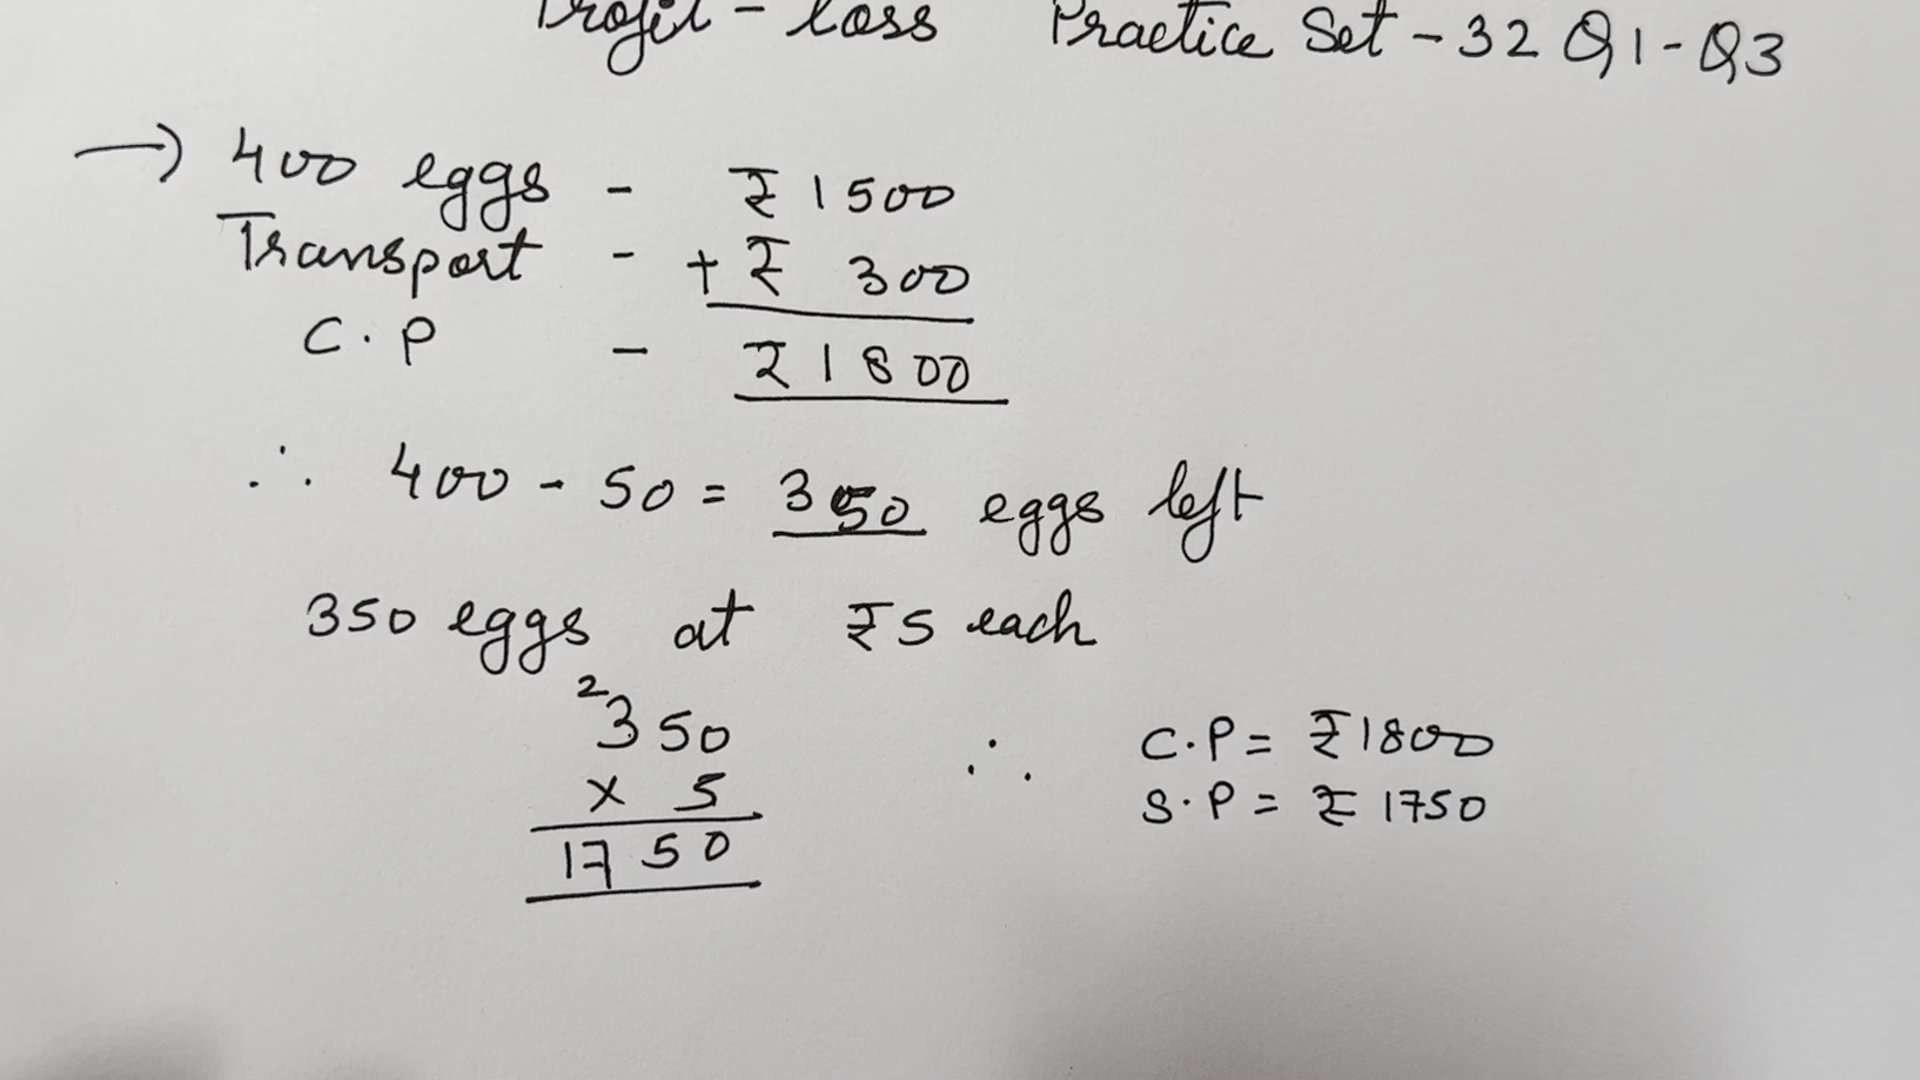 Profit - loss Practice Set - 32 Q1 - Q3
→ 400 eggs - ₹ 1500
Transport - + ₹ 300
C.P - ₹ 1800
∴ 400 - 50 = 350 eggs left
350 eggs at ₹5 each
2
350
x 5
1750
∴ C.P = ₹1800
S.P = ₹ 1750